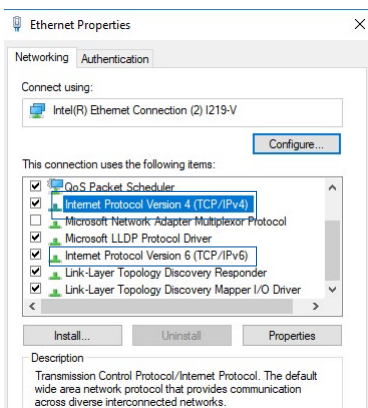 Ethernet Properties
Networking Authentication
Connect using:
Intel(R) Ethernet Connection (2) I219-V
Configure...
This connection uses the following items:
QoS Packet Scheduler
Internet Protocol Version 4 (TCP/IPv4)
Microsoft Network Adapter Multiplexor Protocol
Microsoft LLDP Protocol Driver
Internet Protocol Version 6 (TCP/IPv6)
Link-Layer Topology Discovery Responder
Link-Layer Topology Discovery Mapper I/O Driver
Install... Uninstall Properties
Description
Transmission Control Protocol/Internet Protocol. The default
wide area network protocol that provides communication
across diverse interconnected networks.